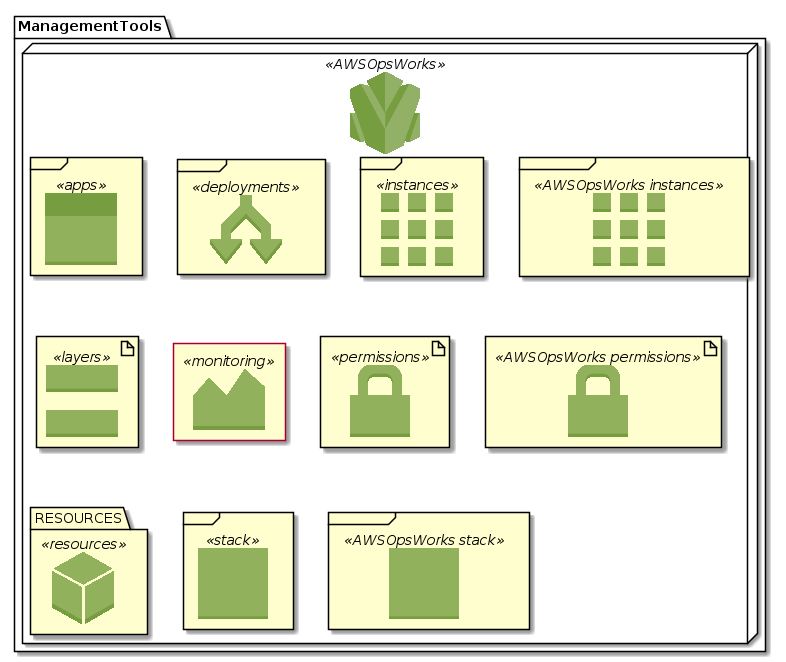 ManagementTools
«AWSOpsWorks»
«apps»
«deployments»
«instances»
«AWSOpsWorks instances»
«layers»
«monitoring»
«permissions»
«AWSOpsWorks permissions»
RESOURCES
«resources»
«stack»
«AWSOpsWorks stack»